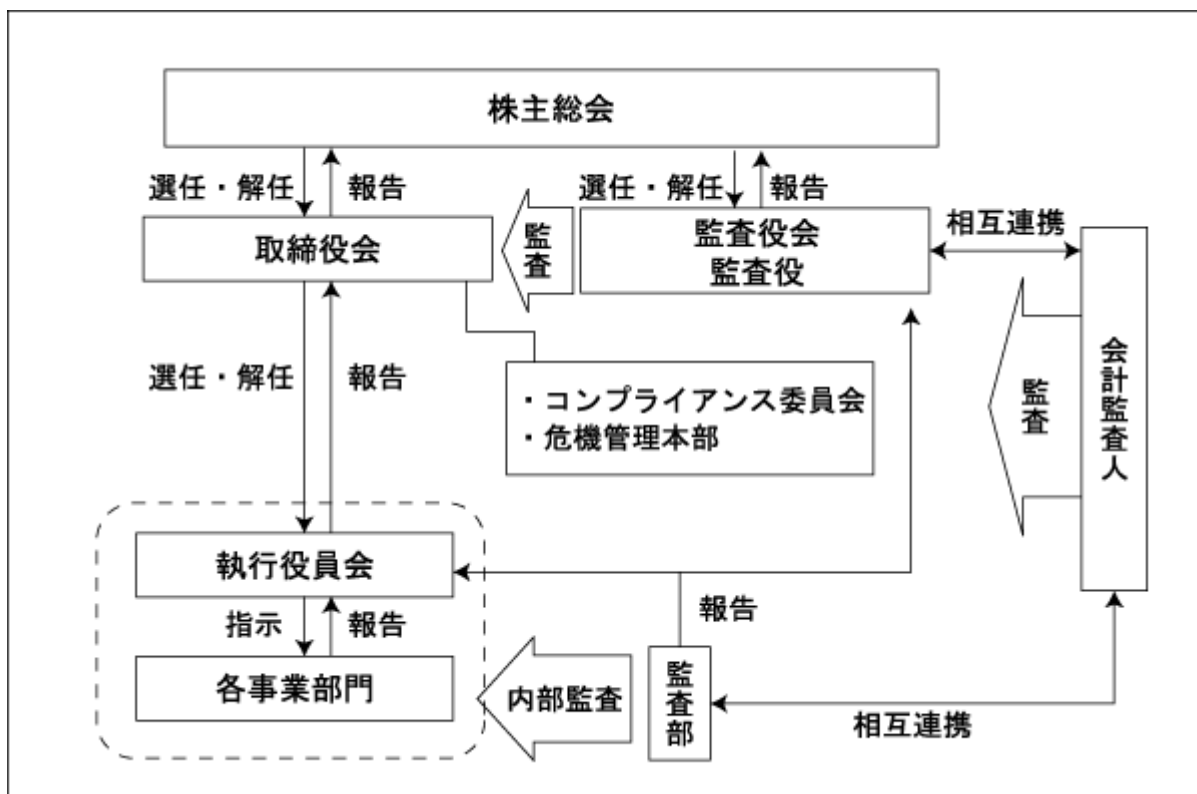 株主総会
選任・解任
報告
選任・解任
報告
取締役会
監査
監査役会
監査役
相互連携
会計監査人
選任・解任
報告
・コンプライアンス委員会
・危機管理本部
監査
執行役員会
指示
報告
報告
各事業部門
内部監査
監査部
相互連携